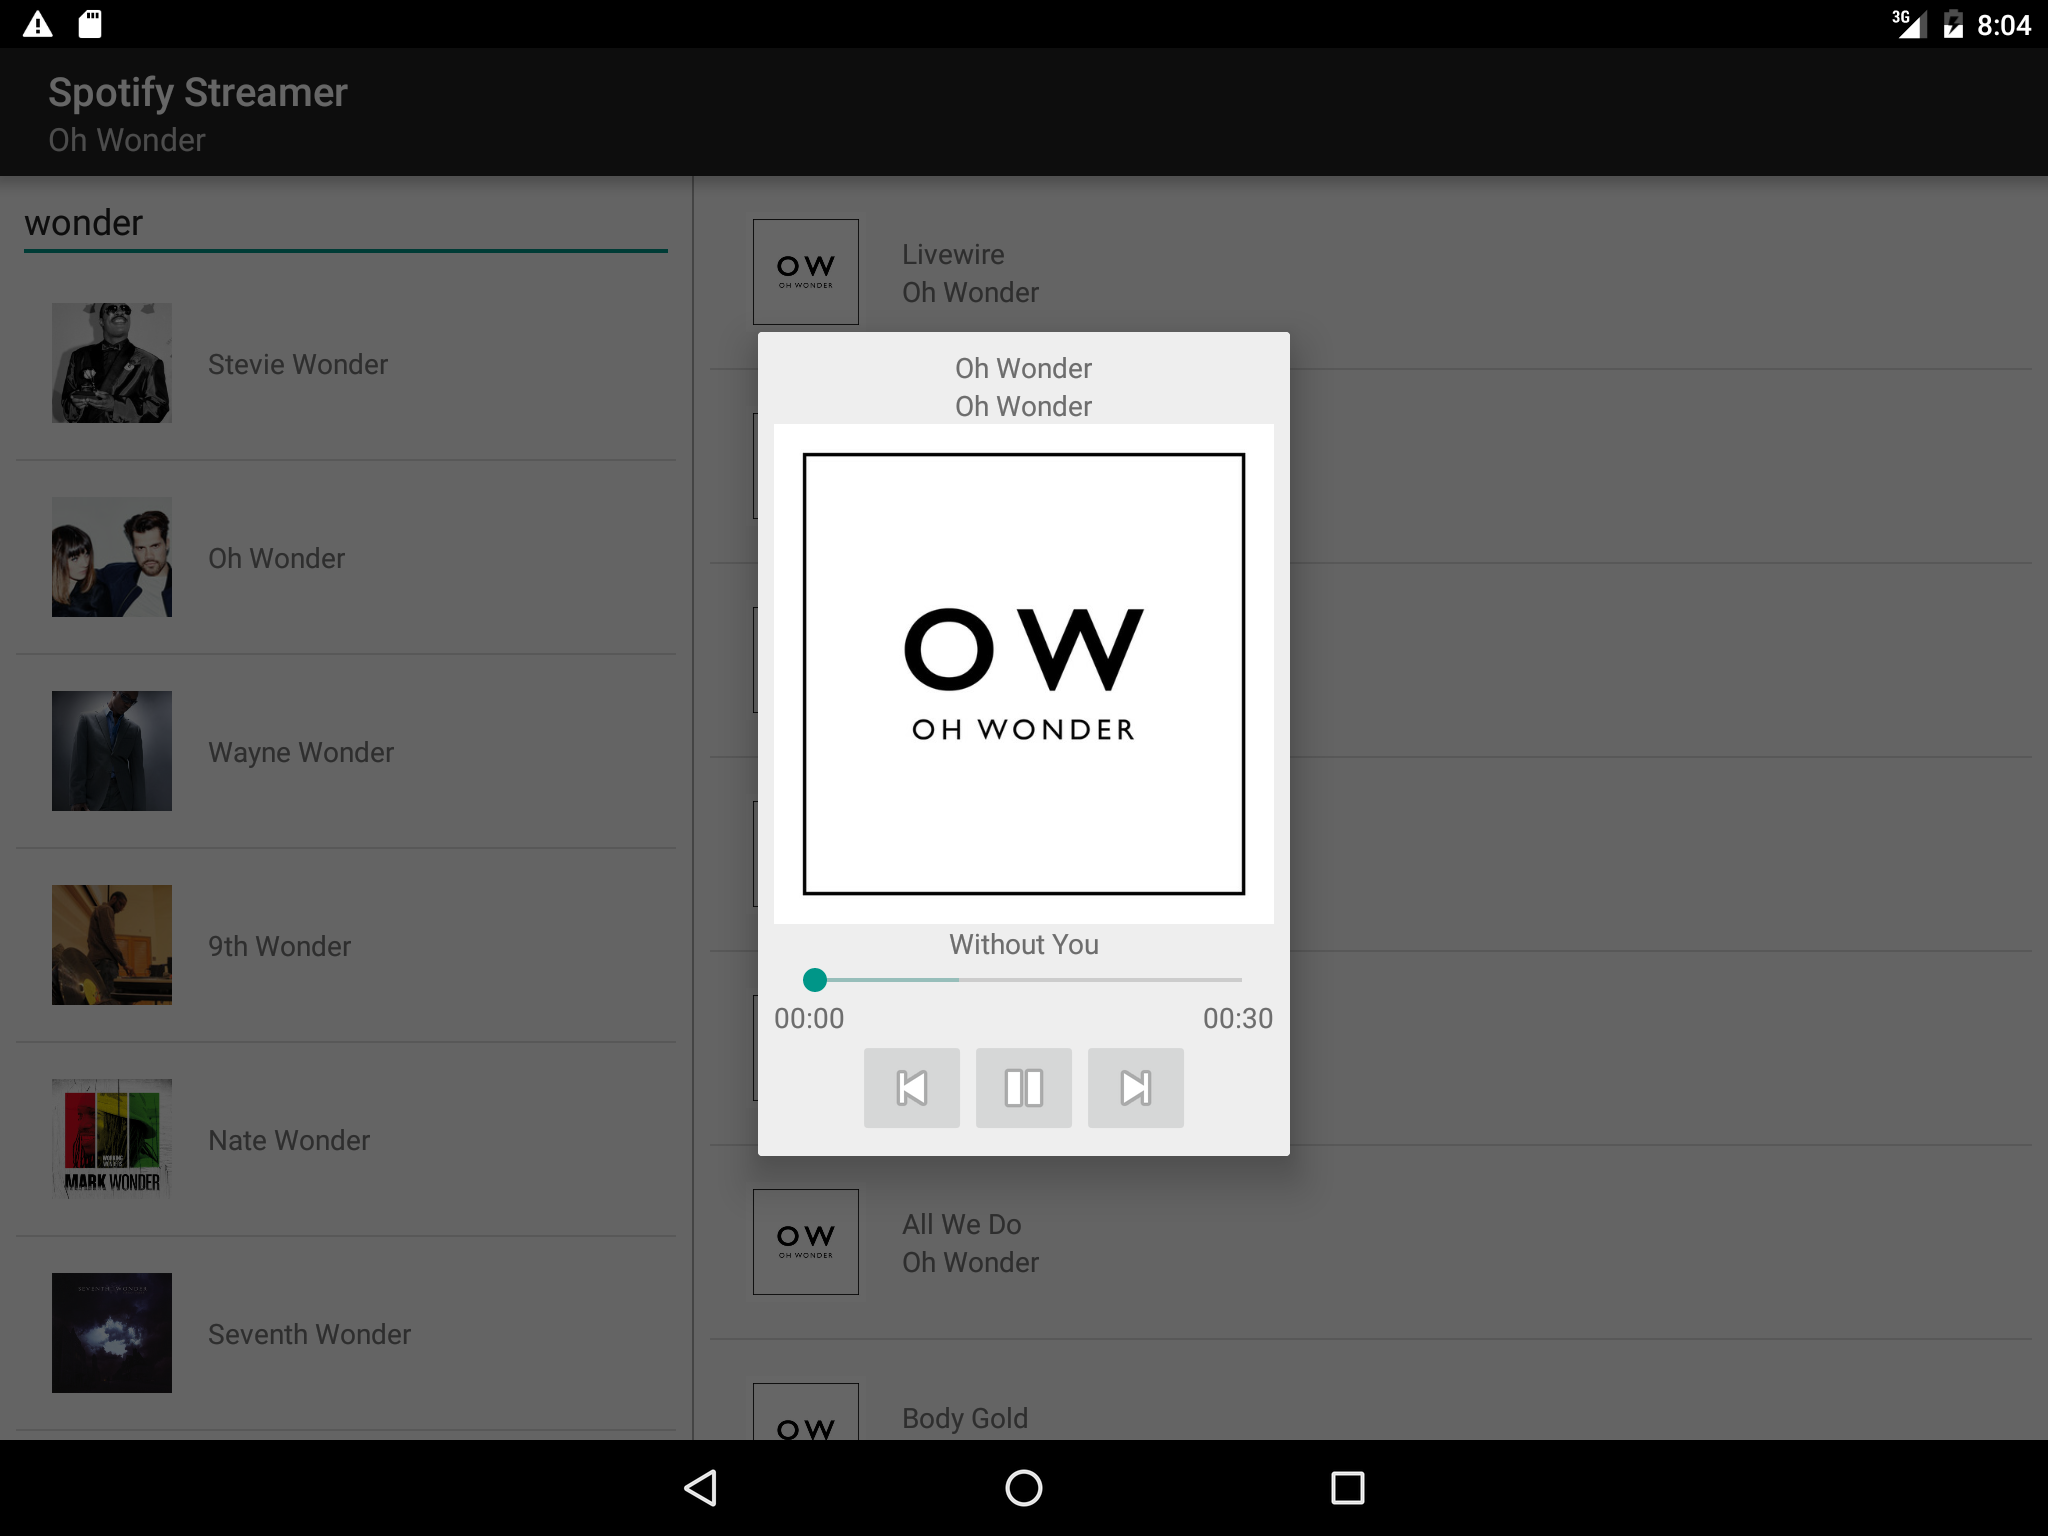 3G
8:04
Spotify Streamer
Oh Wonder
wonder
Stevie Wonder
Oh Wonder
Wayne Wonder
9th Wonder
MARK WONDER
Nate Wonder
SEVENTH WONDER
Seventh Wonder
OW
OH WONDER
Livewire
Oh Wonder
Oh Wonder
Oh Wonder
OW
OH WONDER
Without You
00:00
00:30
OW
OH WONDER
All We Do
Oh Wonder
OW
Body Gold